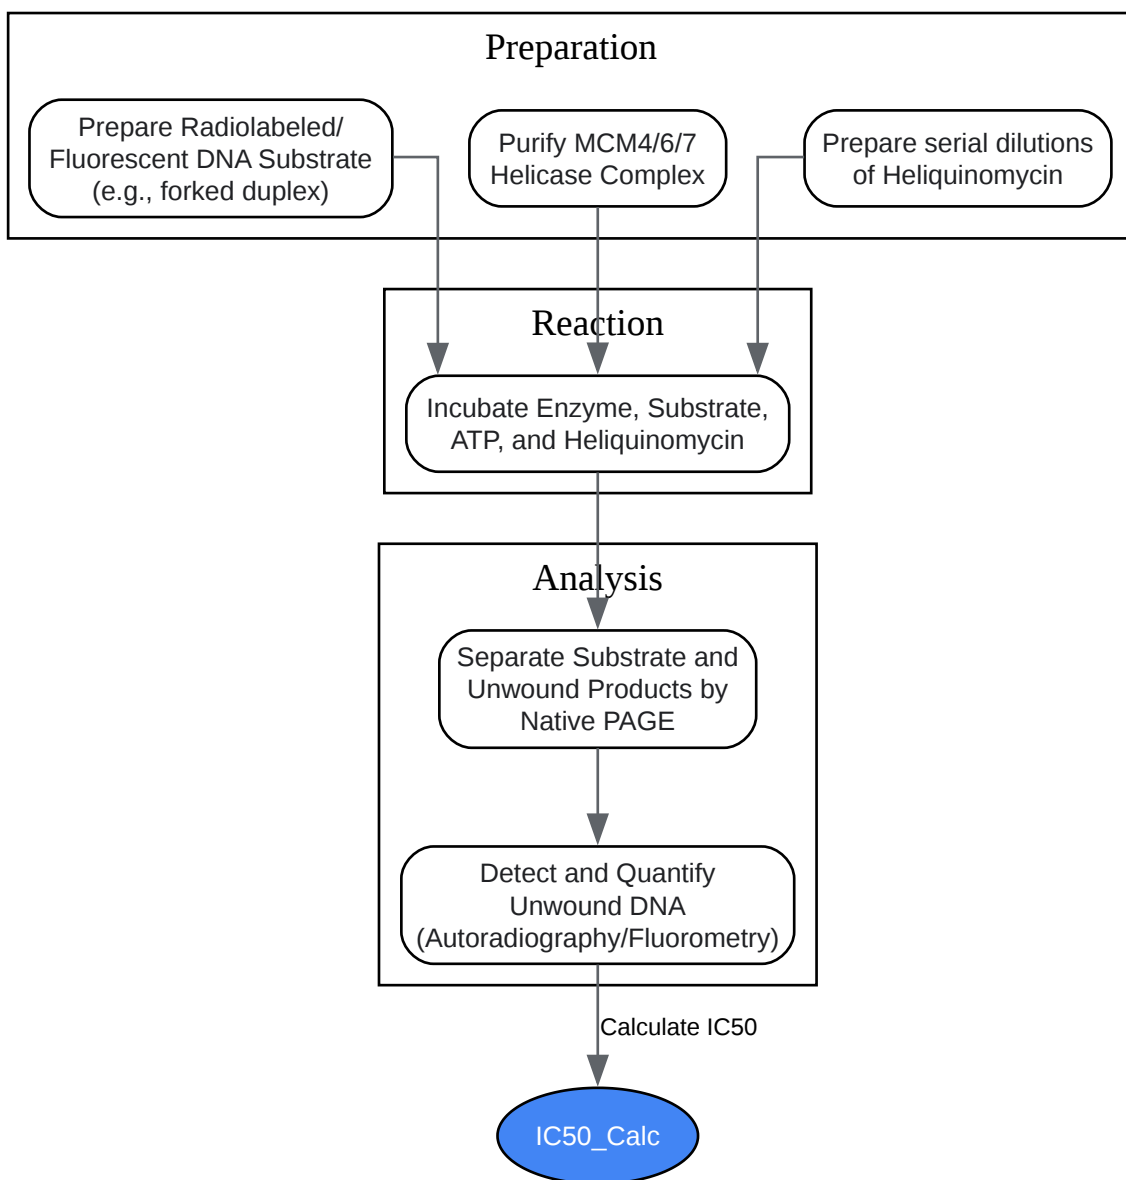 Preparation
Prepare Radiolabeled/
Fluorescent DNA Substrate
(e.g., forked duplex)
Purify MCM4/6/7
Helicase Complex
Prepare serial dilutions
of Heliquinomycin
Reaction
Incubate Enzyme, Substrate,
ATP, and Heliquinomycin
Analysis
Separate Substrate and
Unwound Products by
Native PAGE
Detect and Quantify
Unwound DNA
(Autoradiography/Fluorometry)
Calculate IC50
IC50_Calc